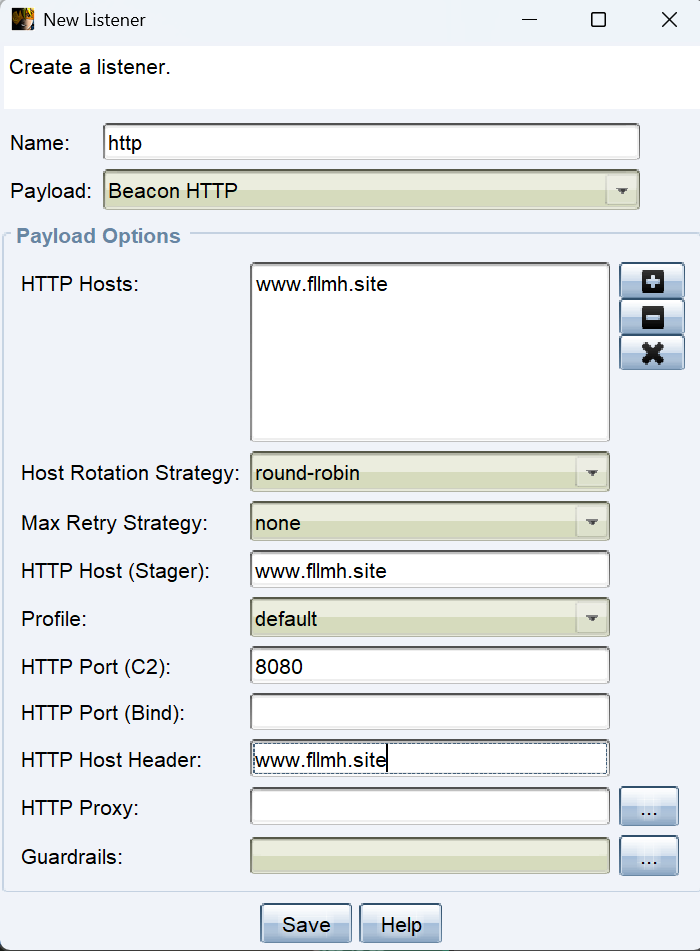 New Listener
Create a listener.
Name: http
Payload: Beacon HTTP
Payload Options
HTTP Hosts: www.fllmh.site
Host Rotation Strategy: round-robin
Max Retry Strategy: none
HTTP Host (Stager): www.fllmh.site
Profile: default
HTTP Port (C2): 8080
HTTP Port (Bind):
HTTP Host Header: www.fllmh.site
HTTP Proxy: ...
Guardrails: ...
Save Help